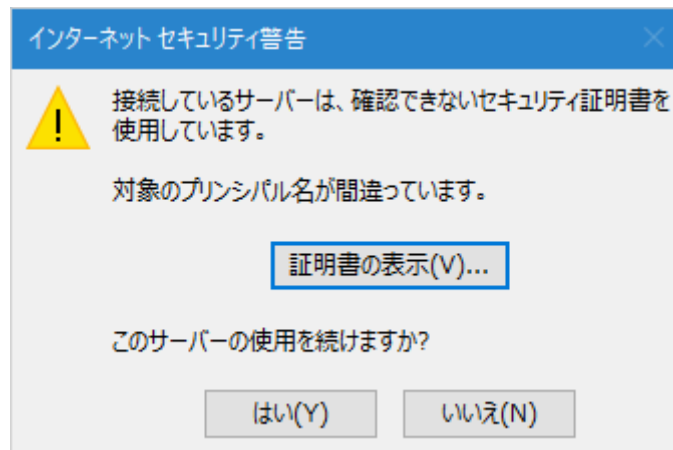 インターネット セキュリティ警告
接続しているサーバーは、確認できないセキュリティ証明書を
使用しています。
対象のプリンシパル名が間違っています。
証明書の表示(V)...
このサーバーの使用を続けますか?
はい(Y)
いいえ(N)